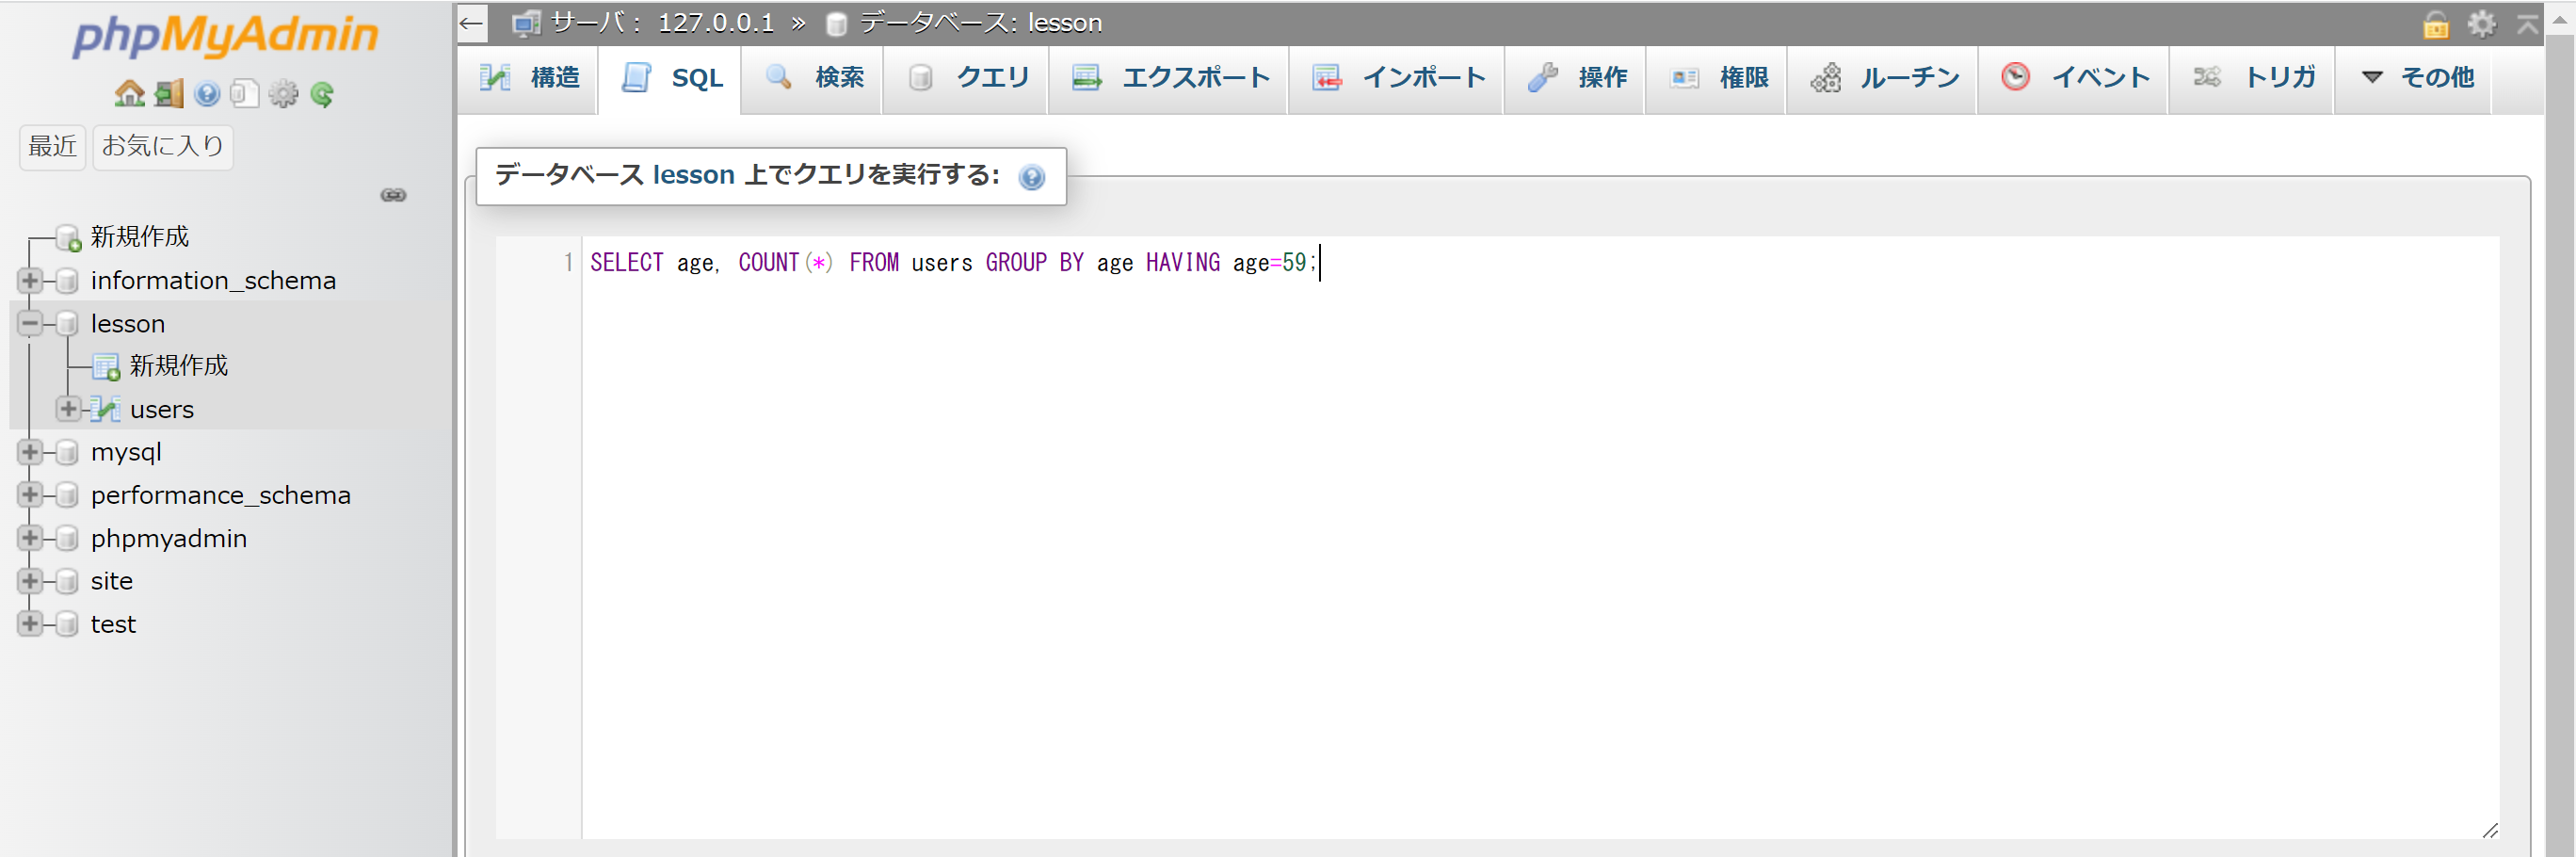 phpMyAdmin
最近 お気に入り
新規作成
information_schema
lesson
新規作成
users
mysql
performance_schema
phpmyadmin
site
test
← サーバ: 127.0.0.1 » データベース: lesson
構造 SQL 検索 クエリ エクスポート インポート 操作 権限 ルーチン イベント トリガ ▼ その他
データベース lesson 上でクエリを実行する:
1 SELECT age, COUNT(*) FROM users GROUP BY age HAVING age=59;